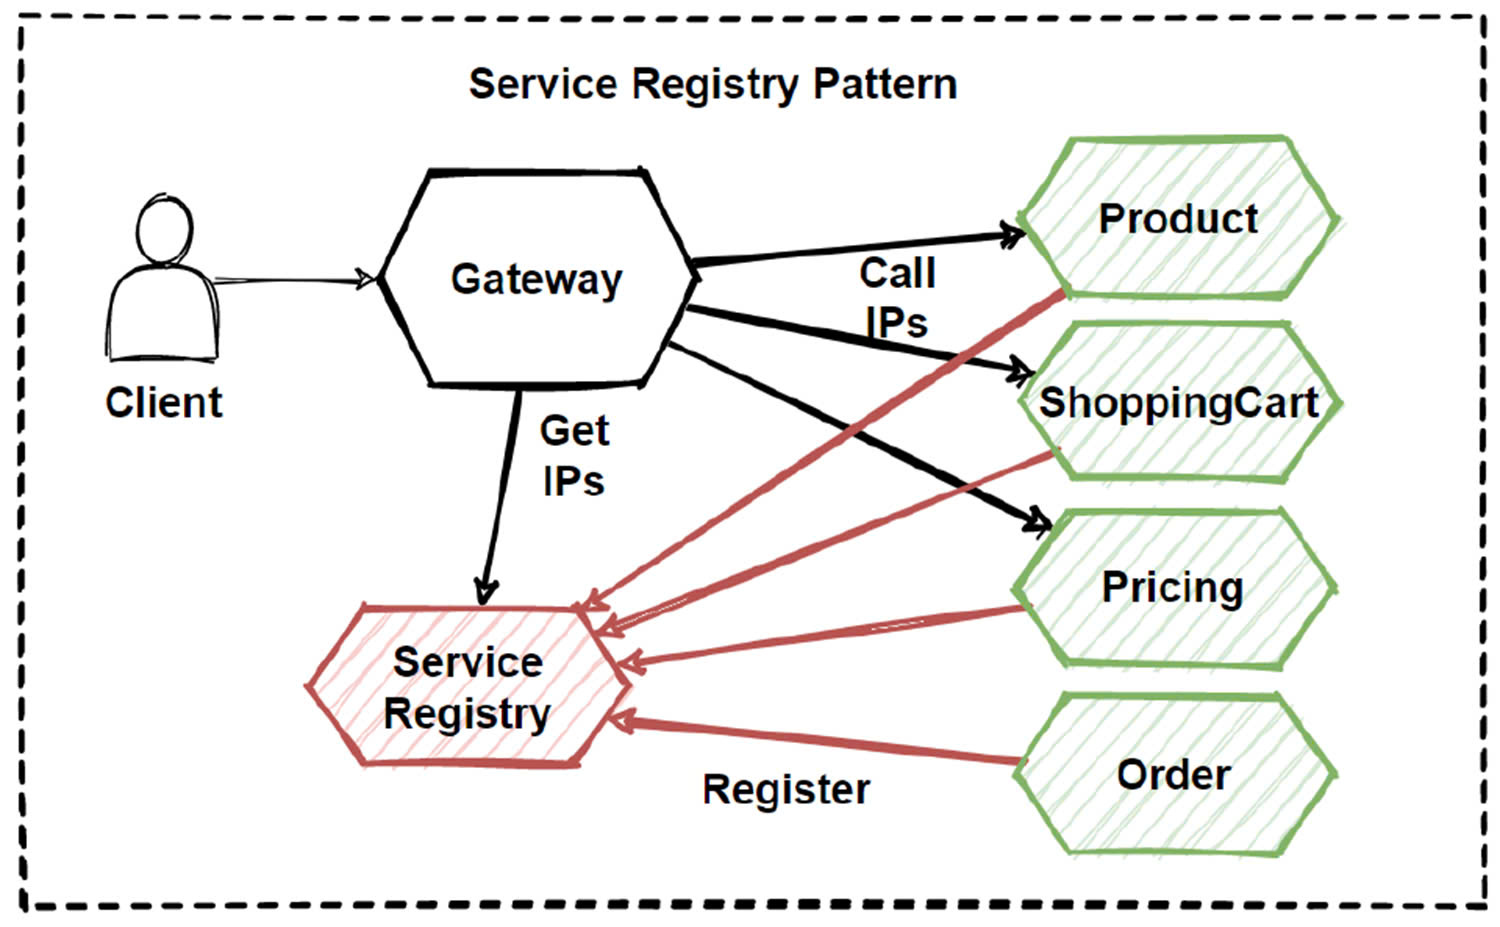 Service Registry Pattern
Product
Gateway
Call
IPs
Client
ShoppingCart
Get
IPs
Pricing
Service
Registry
Register
Order